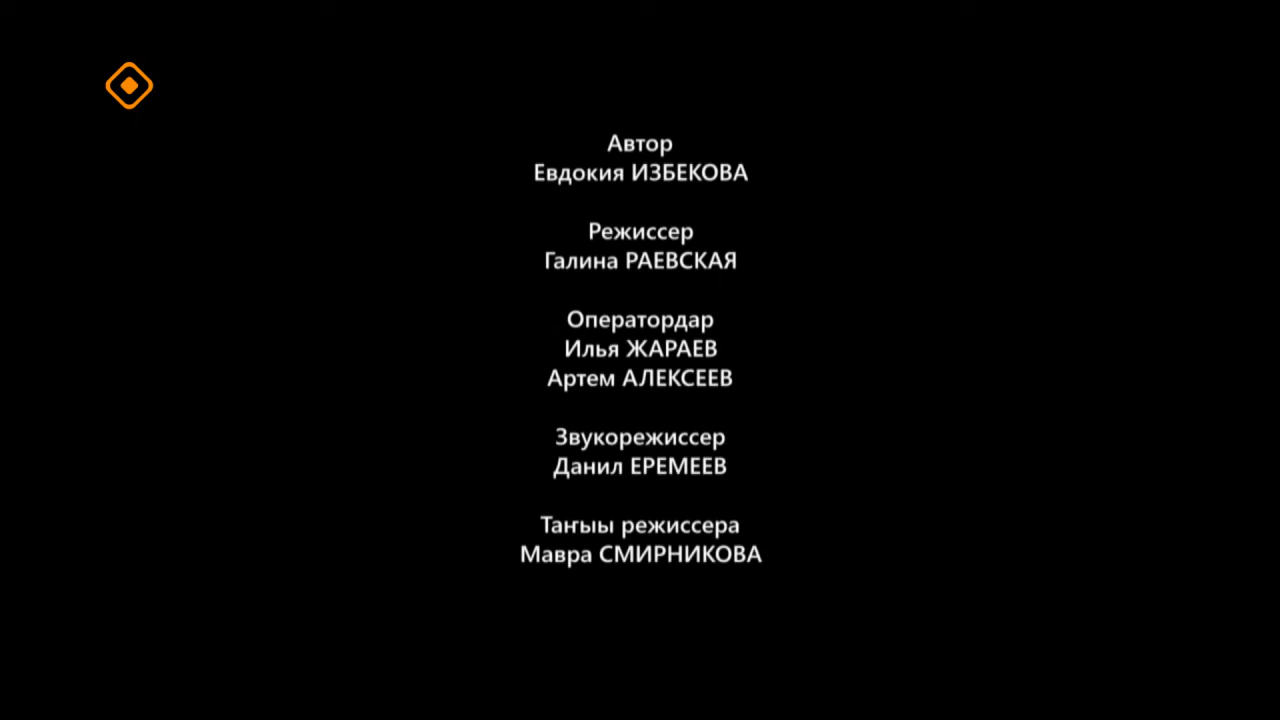 Автор
Евдокия ИЗБЕКОВА
Режиссер
Галина РАЕВСКАЯ
Оператордар
Илья ЖАРАЕВ
Артем АЛЕКСЕЕВ
Звукорежиссер
Данил ЕРЕМЕЕВ
Таҥыы режиссера
Мавра СМИРНИКОВА